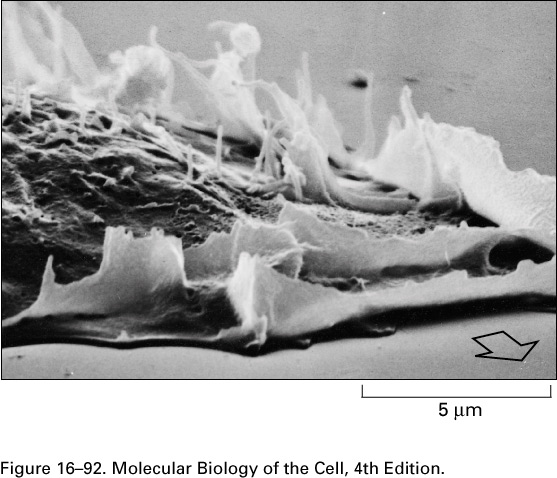 5 μm
Figure 16–92. Molecular Biology of the Cell, 4th Edition.